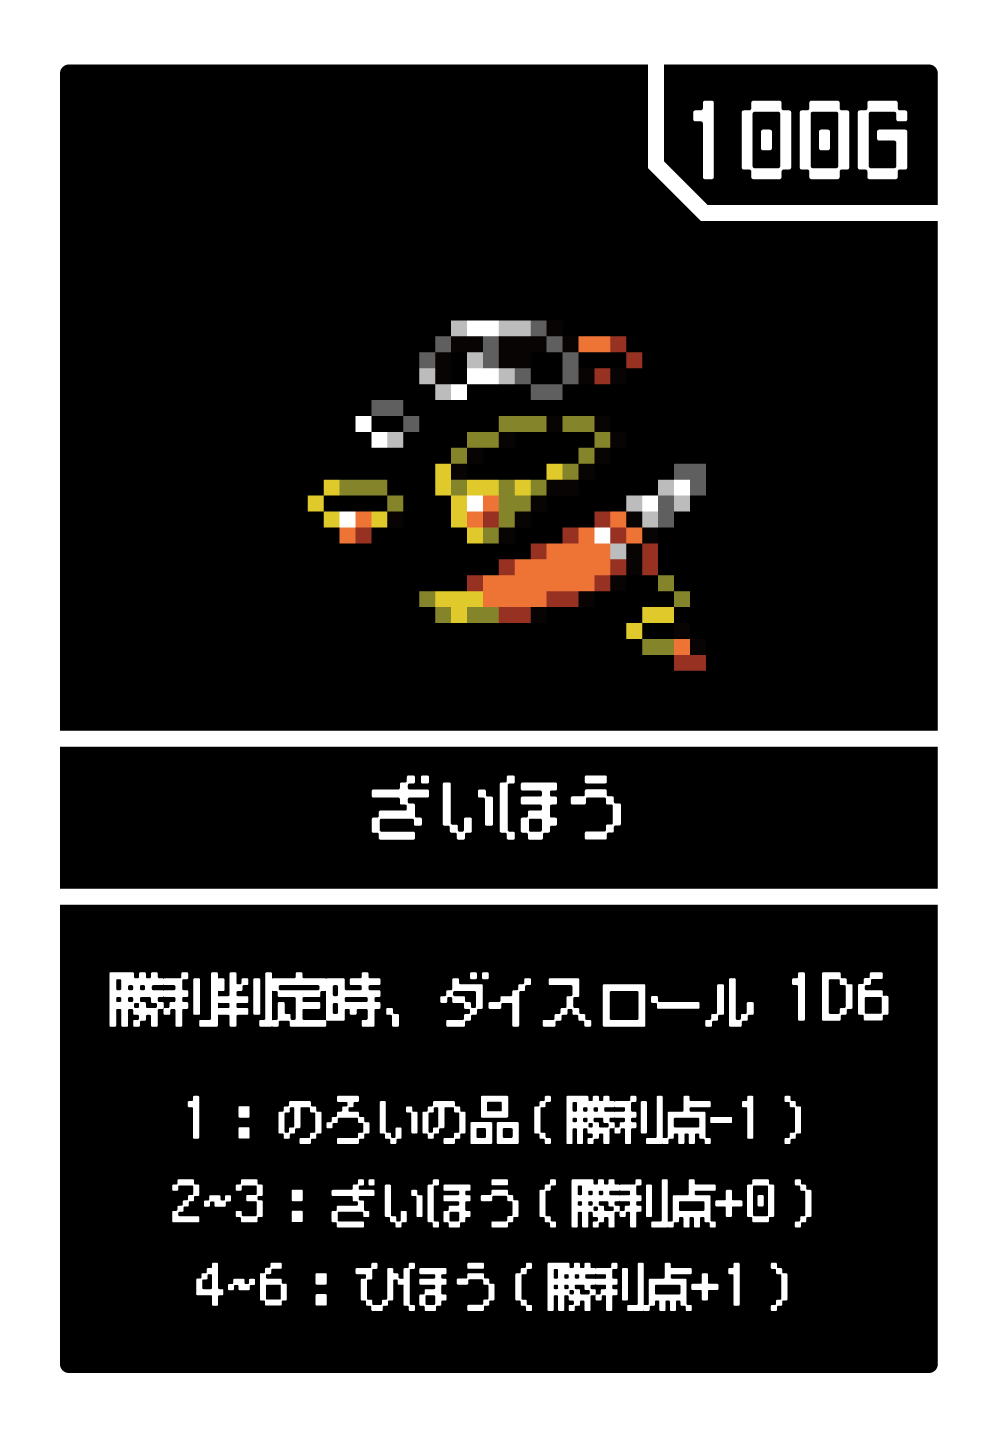 100G
ざいほう
勝利判定時、ダイスロール 1D6
1：のろいの品(勝利点-1)
2~3：ざいほう(勝利点+0)
4~6：ひほう(勝利点+1)